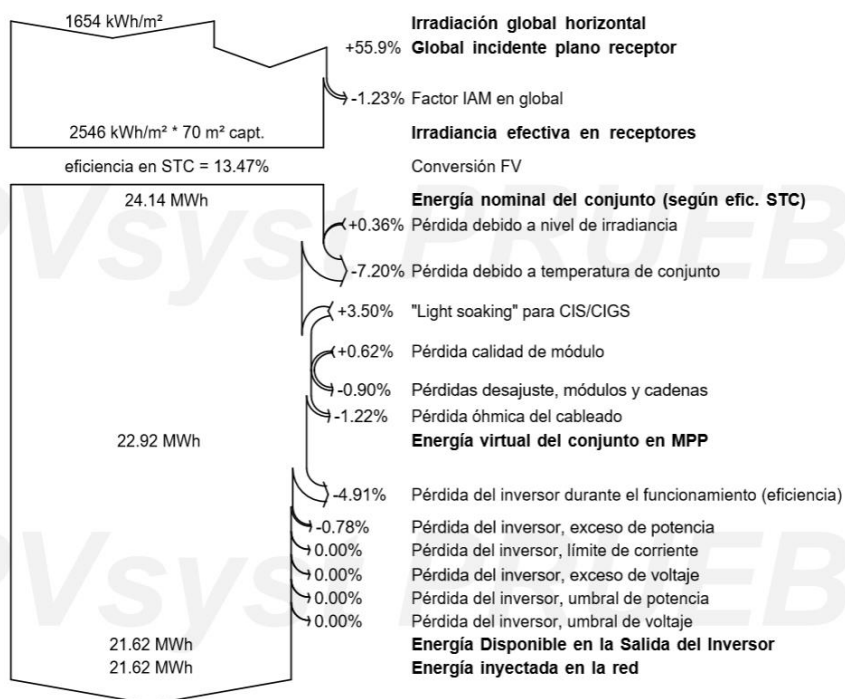 1654 kWh/m² Irradiación global horizontal
+55.9% Global incidente plano receptor
-1.23% Factor IAM en global
2546 kWh/m² * 70 m² capt. Irradiancia efectiva en receptores
eficiencia en STC = 13.47% Conversión FV
24.14 MWh Energía nominal del conjunto (según efic. STC)
+0.36% Pérdida debido a nivel de irradiancia
PVsyst PRUEB
-7.20% Pérdida debido a temperatura de conjunto
+3.50% "Light soaking" para CIS/CIGS
+0.62% Pérdida calidad de módulo
-0.90% Pérdidas desajuste, módulos y cadenas
-1.22% Pérdida óhmica del cableado
22.92 MWh Energía virtual del conjunto en MPP
-4.91% Pérdida del inversor durante el funcionamiento (eficiencia)
-0.78% Pérdida del inversor, exceso de potencia
0.00% Pérdida del inversor, límite de corriente
0.00% Pérdida del inversor, exceso de voltaje
PVsyst PRUEB
0.00% Pérdida del inversor, umbral de potencia
0.00% Pérdida del inversor, umbral de voltaje
21.62 MWh Energía Disponible en la Salida del Inversor
21.62 MWh Energía inyectada en la red